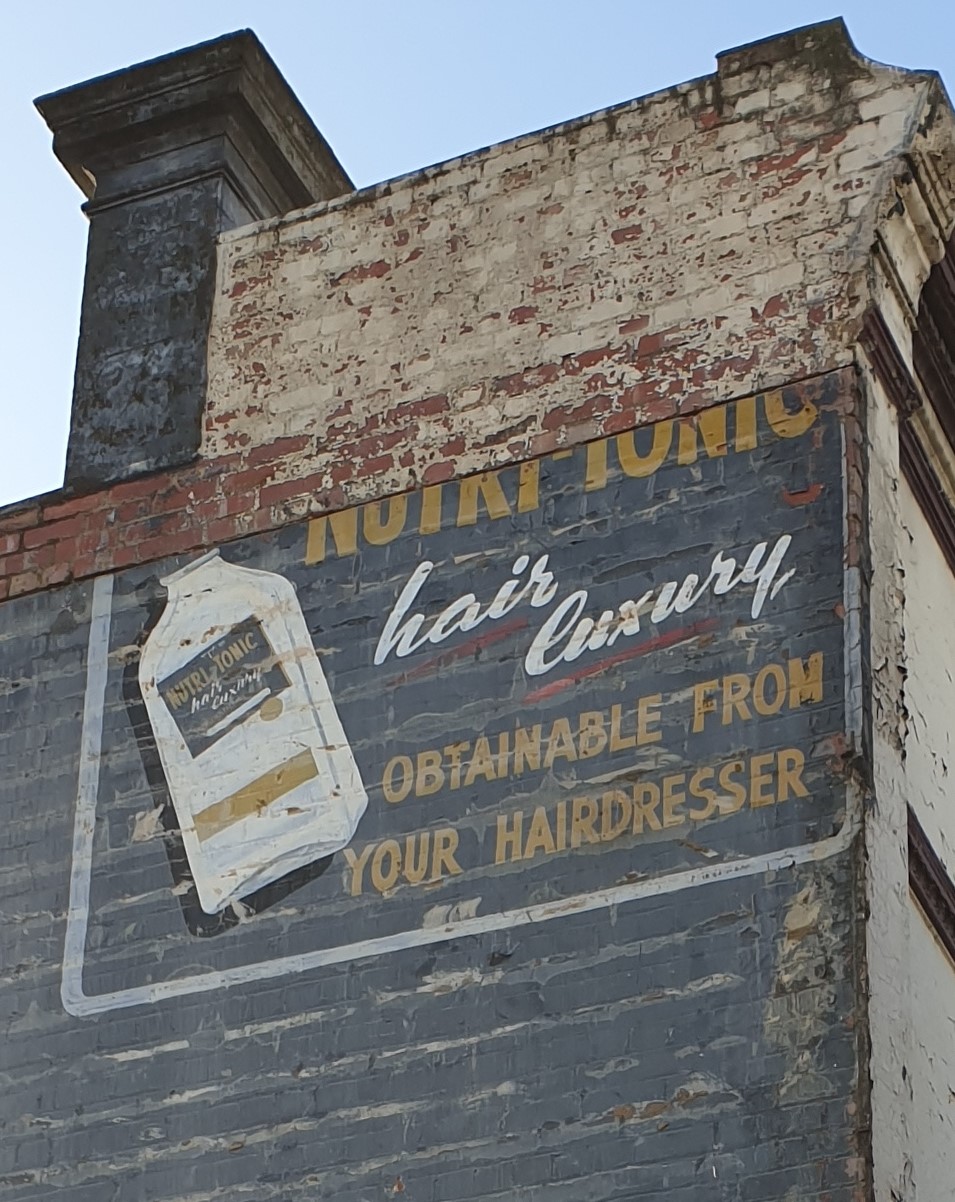 NUTRI-TONIC
hair
luxury
OBTAINABLE FROM
YOUR HAIRDRESSER
NUTRI-TONIC
hair
luxury